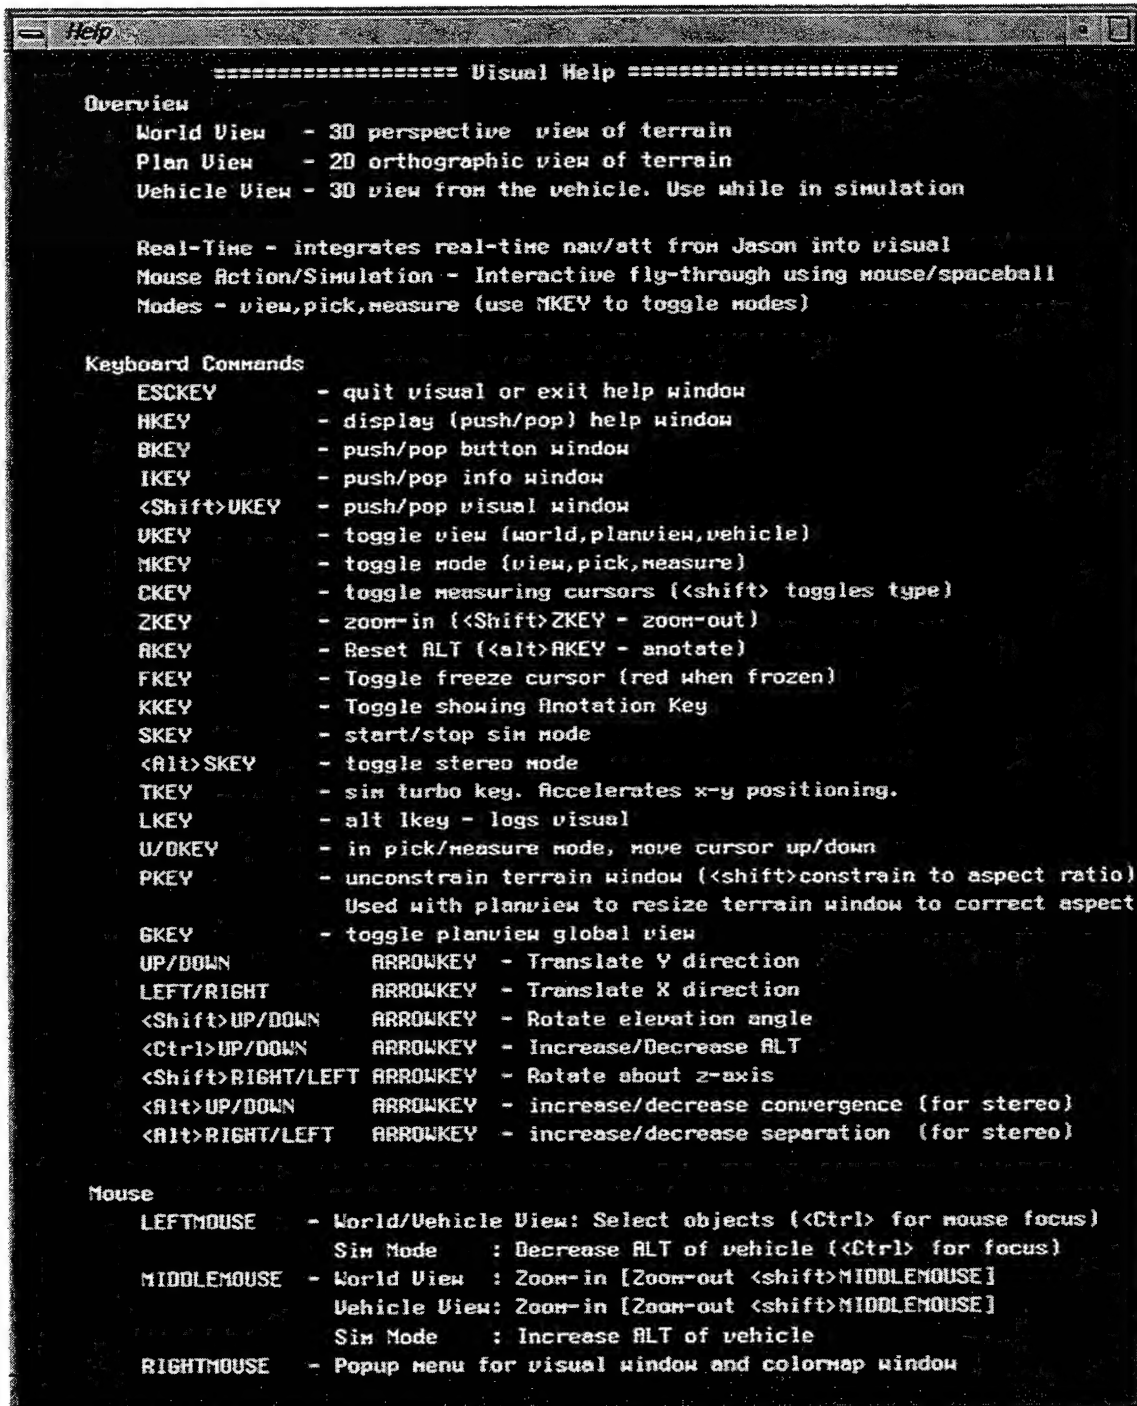 Help
=================== Visual Help =====================
Overview
World View - 3D perspective view of terrain
Plan View - 2D orthographic view of terrain
Vehicle View - 3D view from the vehicle. Use while in simulation
Real-Time - integrates real-time nav/att from Jason into visual
Mouse Action/Simulation - Interactive fly-through using mouse/spaceball
Modes - view,pick,measure (use MKEY to toggle modes)
Keyboard Commands
ESCKEY - quit visual or exit help window
HKEY - display (push/pop) help window
BKEY - push/pop button window
IKEY - push/pop info window
<Shift>VKEY - push/pop visual window
VKEY - toggle view (world,planview,vehicle)
MKEY - toggle mode (view,pick,measure)
CKEY - toggle measuring cursors (<shift> toggles type)
ZKEY - zoom-in (<Shift>ZKEY - zoom-out)
AKEY - Reset ALT (<alt>AKEY - anotate)
FKEY - Toggle freeze cursor (red when frozen)
KKEY - Toggle showing Anotation Key
SKEY - start/stop sim mode
<Alt>SKEY - toggle stereo mode
TKEY - sim turbo key. Accelerates x-y positioning.
LKEY - alt lkey - logs visual
U/DKEY - in pick/measure mode, move cursor up/down
PKEY - unconstrain terrain window (<shift>constrain to aspect ratio)
Used with planview to resize terrain window to correct aspect
GKEY - toggle planview global view
UP/DOWN ARROWKEY - Translate Y direction
LEFT/RIGHT ARROWKEY - Translate X direction
<Shift>UP/DOWN ARROWKEY - Rotate elevation angle
<Ctrl>UP/DOWN ARROWKEY - Increase/Decrease ALT
<Shift>RIGHT/LEFT ARROWKEY - Rotate about z-axis
<Alt>UP/DOWN ARROWKEY - increase/decrease convergence (for stereo)
<Alt>RIGHT/LEFT ARROWKEY - increase/decrease separation (for stereo)
Mouse
LEFTMOUSE - World/Vehicle View: Select objects (<Ctrl> for mouse focus)
Sim Mode : Decrease ALT of vehicle (<Ctrl> for focus)
MIDDLEMOUSE - World View : Zoom-in [Zoom-out <shift>MIDDLEMOUSE]
Vehicle View: Zoom-in [Zoom-out <shift>MIDDLEMOUSE]
Sim Mode : Increase ALT of vehicle
RIGHTMOUSE - Popup menu for visual window and colormap window